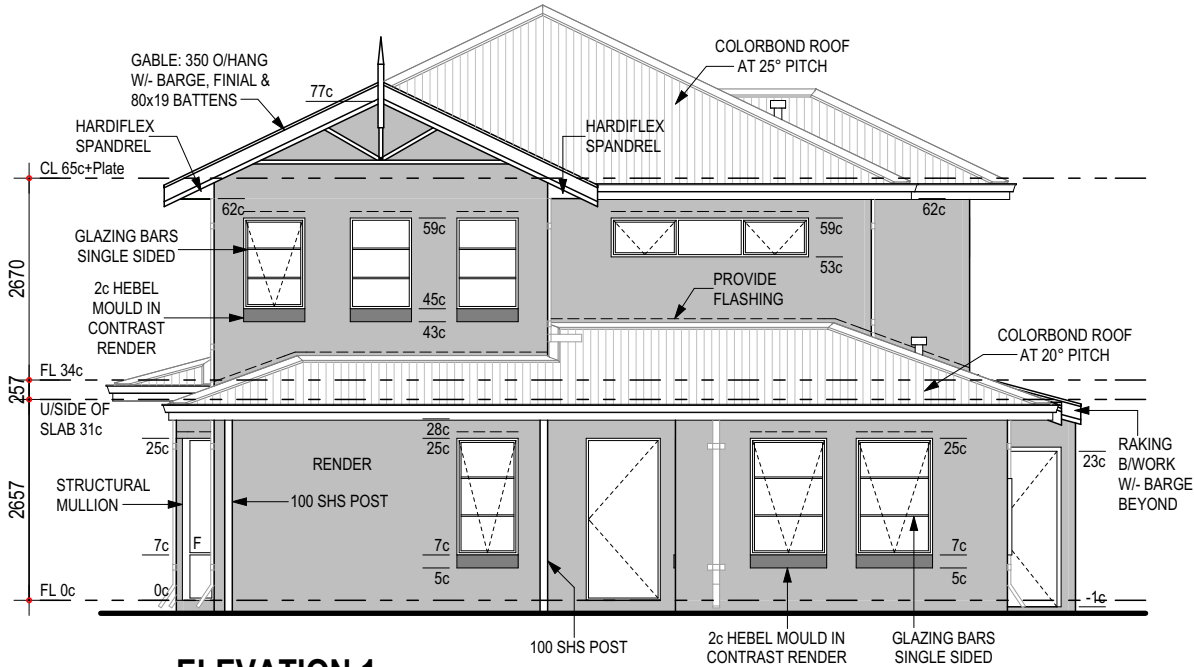 COLORBOND ROOF
AT 25° PITCH
GABLE: 350 O/HANG
W/- BARGE, FINIAL &
80x19 BATTENS
77c
HARDIFLEX
SPANDREL
HARDIFLEX
SPANDREL
CL 65c+Plate
62c
62c
59c
59c
GLAZING BARS
SINGLE SIDED
53c
2670
2c HEBEL
MOULD IN
CONTRAST
RENDER
PROVIDE
FLASHING
45c
43c
COLORBOND ROOF
AT 20° PITCH
FL 34c
257
U/SIDE OF
SLAB 31c
28c
25c
25c
25c
23c
RAKING
B/WORK
W/- BARGE
BEYOND
RENDER
STRUCTURAL
MULLION
100 SHS POST
2657
F
7c
7c
7c
5c
5c
FL 0c
0c
-1c
100 SHS POST
2c HEBEL MOULD IN
CONTRAST RENDER
GLAZING BARS
SINGLE SIDED
ELEVATION 1